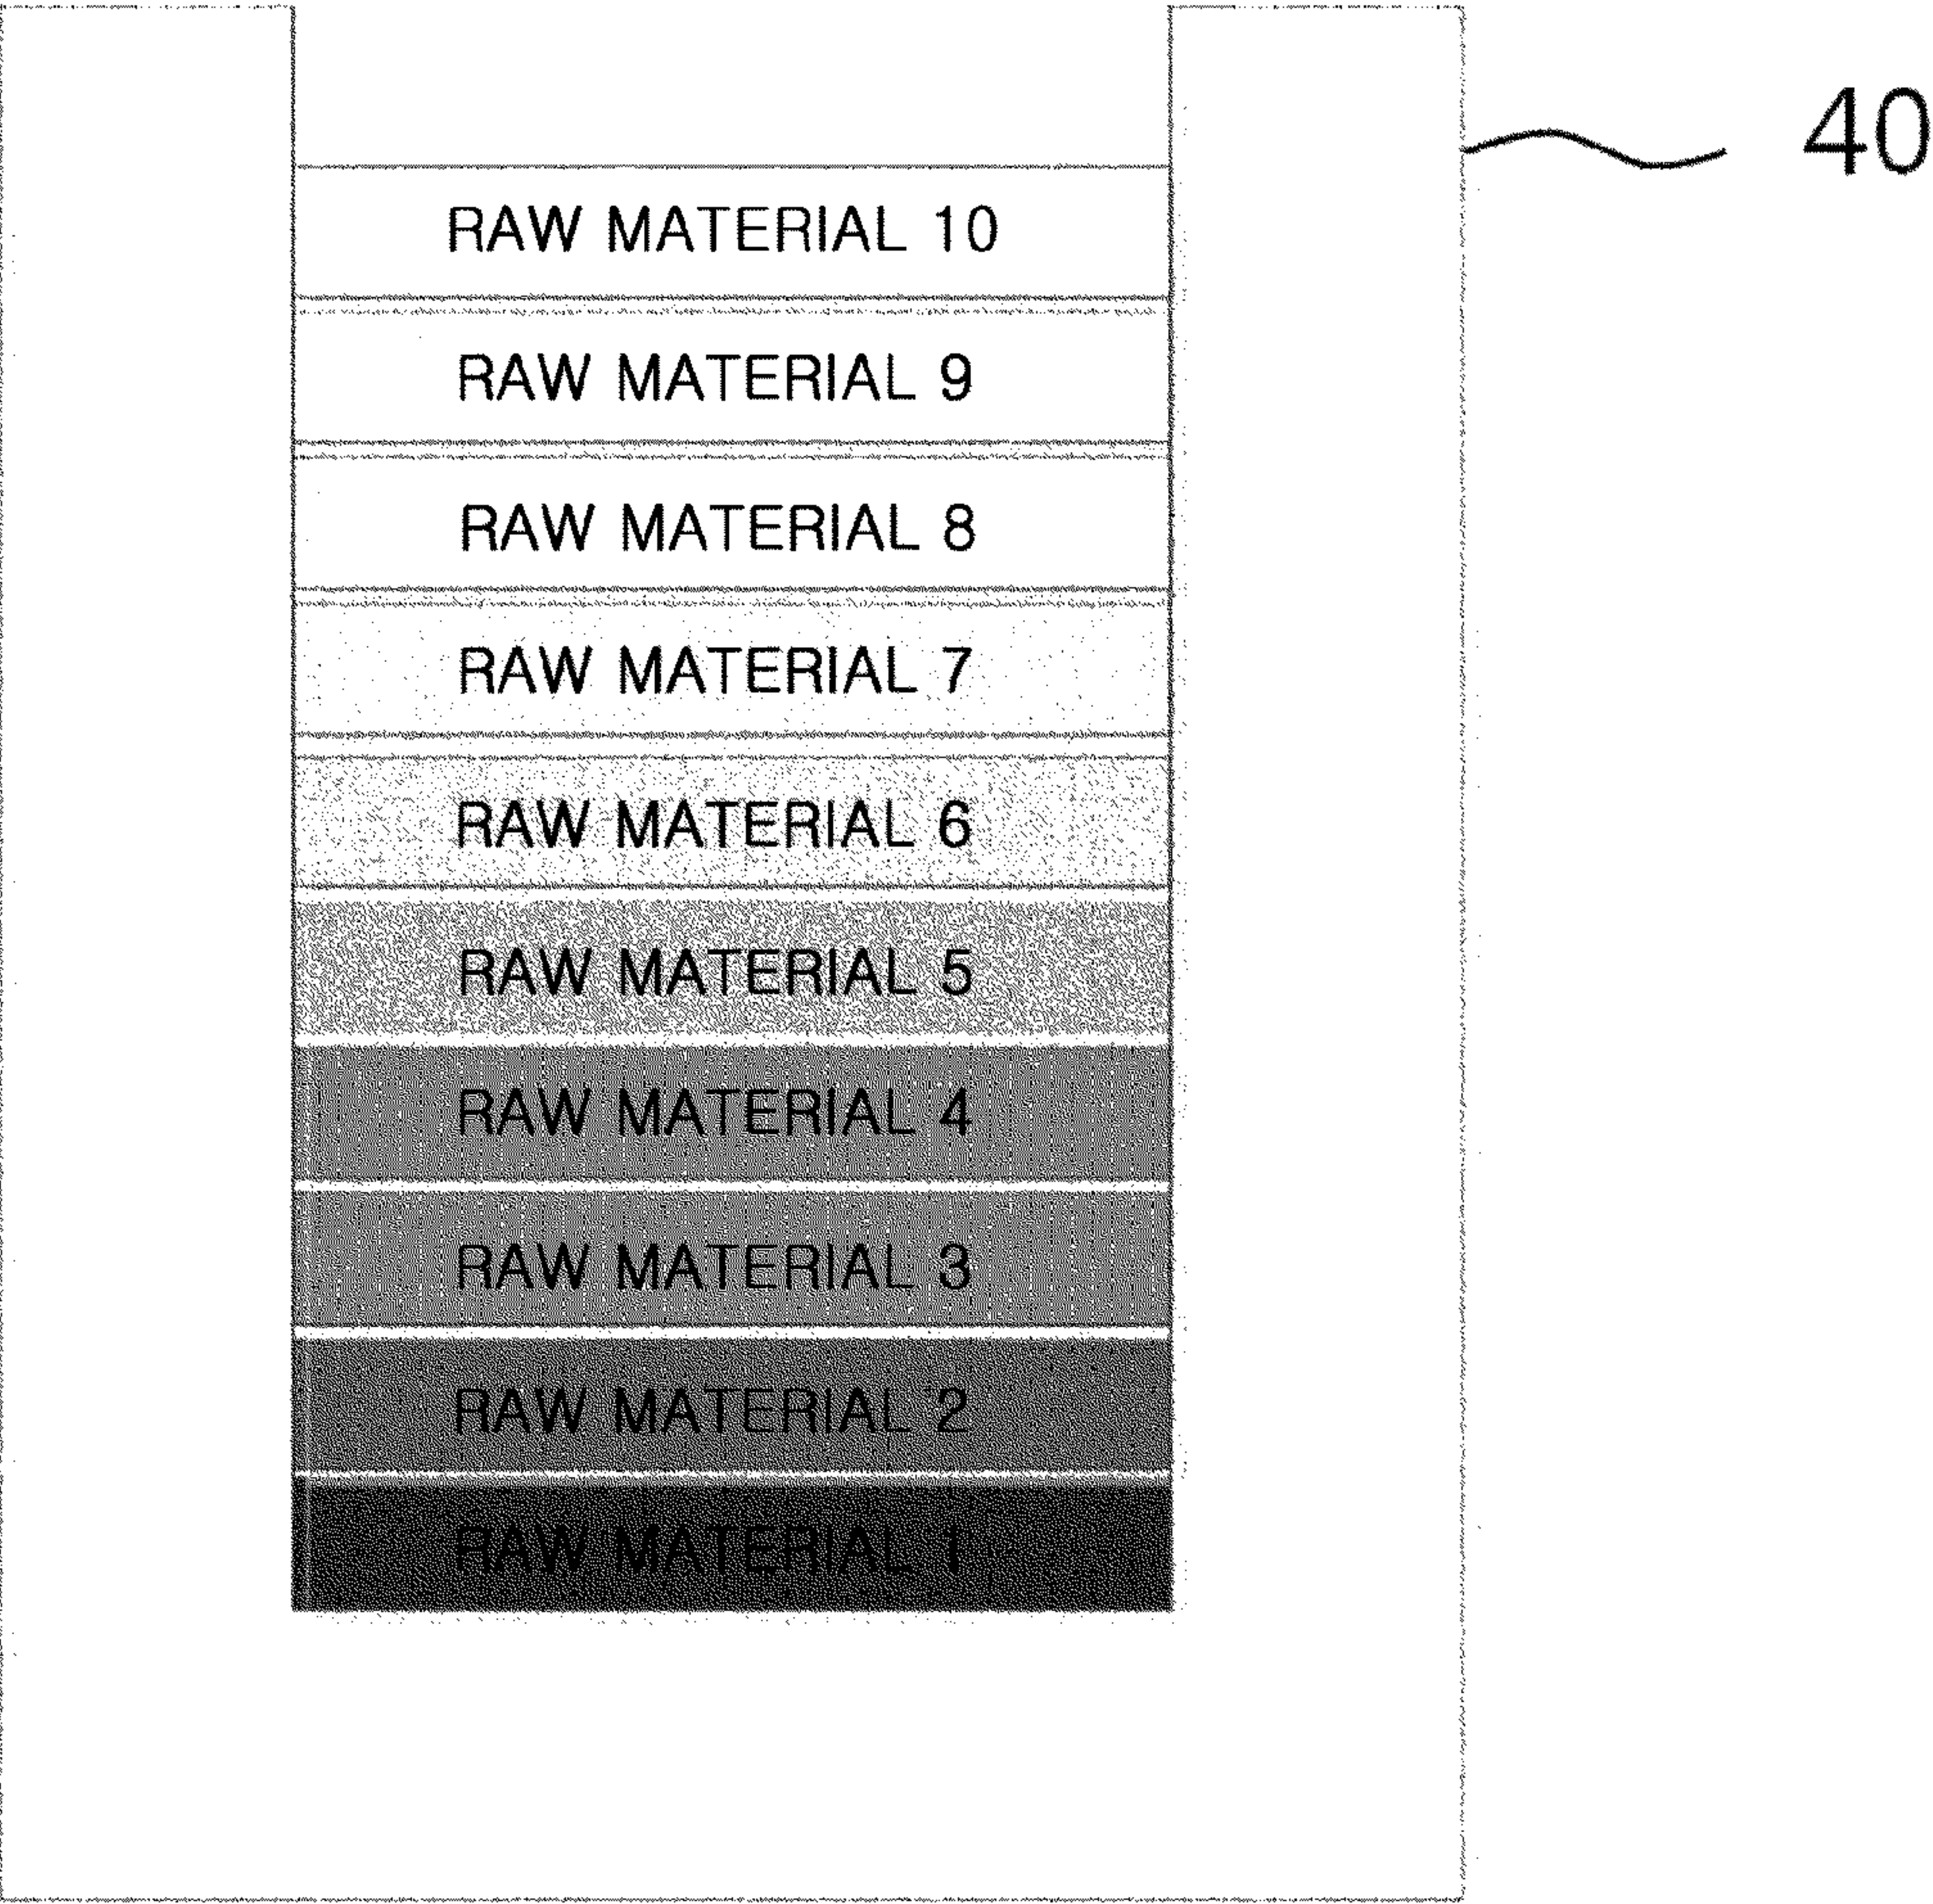 40
RAW MATERIAL 10
RAW MATERIAL 9
RAW MATERIAL 8
RAW MATERIAL 7
RAW MATERIAL 6
RAW MATERIAL 5
RAW MATERIAL 4
RAW MATERIAL 3
RAW MATERIAL 2
RAW MATERIAL 1